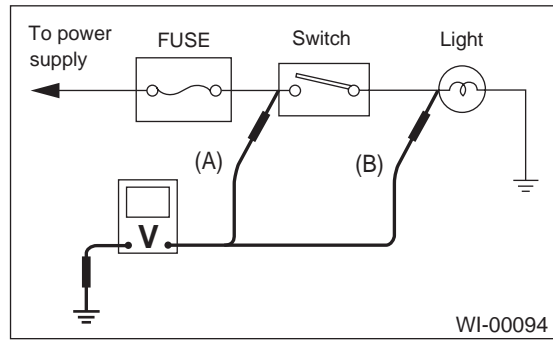 To power
supply
FUSE
Switch
Light
(A)
(B)
V
WI-00094